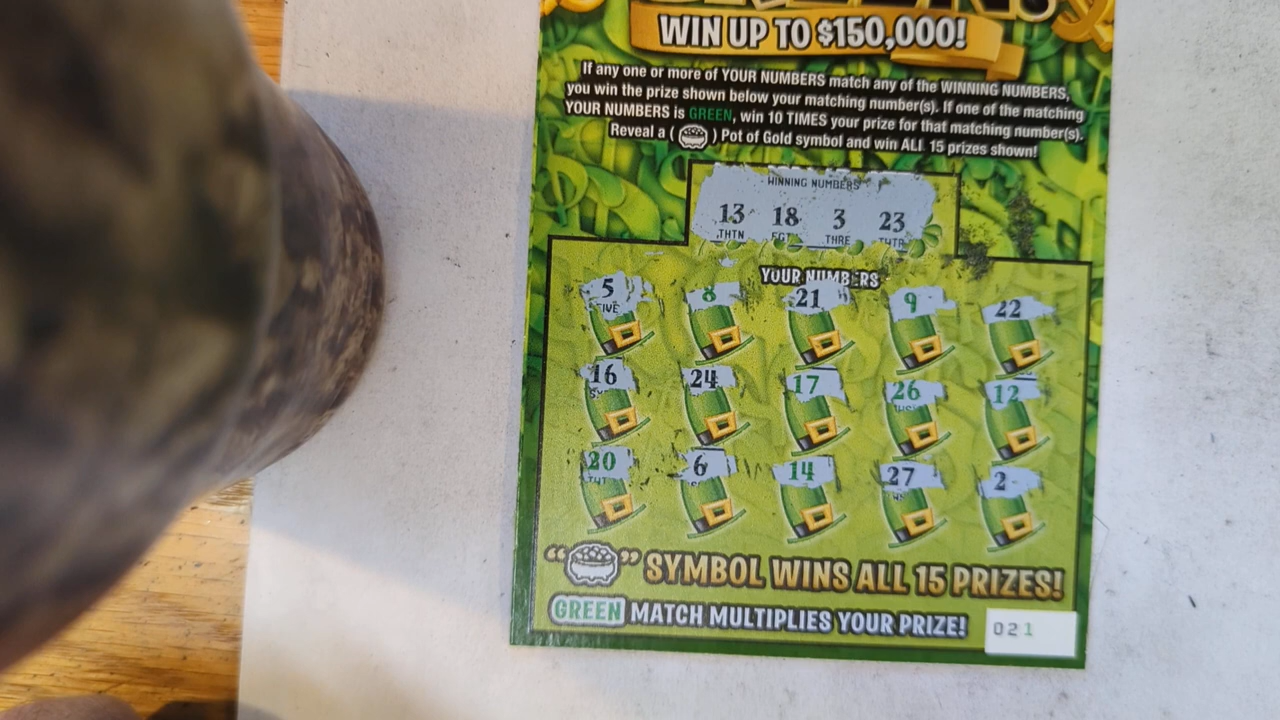 WIN UP TO $150,000!
If any one or more of YOUR NUMBERS match any of the WINNING NUMBERS,
you win the prize shown below your matching number(s). If one of the matching
YOUR NUMBERS is GREEN, win 10 TIMES your prize for that matching number(s).
Reveal a ( ) Pot of Gold symbol and win ALL 15 prizes shown!
WINNING NUMBERS
13 18 3 23
THTN THRE
YOUR NUMBERS
5 8 21 9 22
16 24 17 26 12
20 6 14 27 2
" " SYMBOL WINS ALL 15 PRIZES!
GREEN MATCH MULTIPLIES YOUR PRIZE!
021